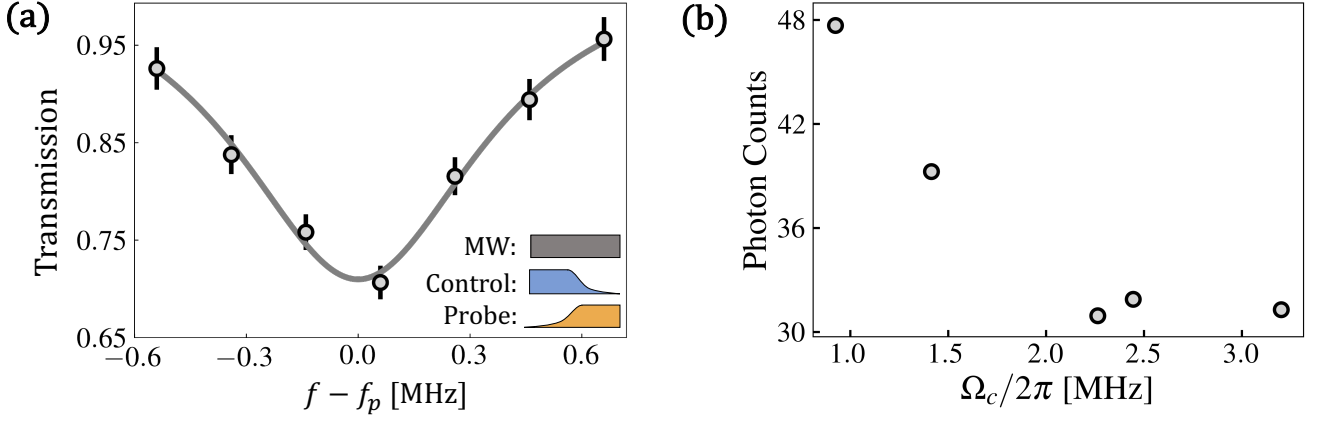 (a)
Transmission
0.95
0.85
0.75
0.65
−0.6
−0.3
0.0
0.3
0.6
f − fₚ [MHz]
MW:
Control:
Probe:
(b)
Photon Counts
48
42
36
30
1.0
1.5
2.0
2.5
3.0
Ω_c/2π [MHz]